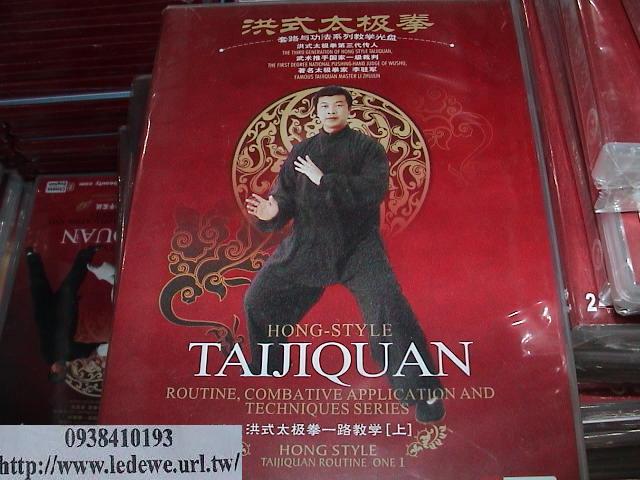 洪式太极拳
套路与功法系列教学光盘
洪式太极拳第三代传人
THE THIRD GENERATION OF HONG STYLE TAIJIQUAN,
武术推手国家一级裁判
THE FIRST DEGREE NATIONAL PUSHING-HAND JUDGE OF WUSHU,
著名太极拳家 李驻军
FAMOUS TAIJIQUAN MASTER LI ZHUJUN
HONG-STYLE
TAIJIQUAN
ROUTINE, COMBATIVE APPLICATION AND
TECHNIQUES SERIES
洪式太极拳一路教学[上]
HONG STYLE
TAIJIQUAN ROUTINE ONE 1
UAN
2-
0938410193
http://www.ledewe.url.tw/